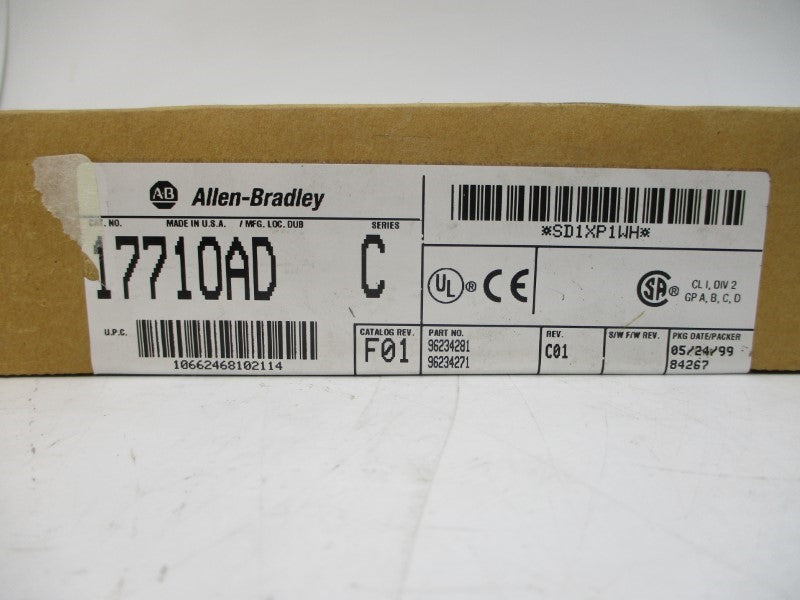 AB Allen-Bradley
CAT. NO. MADE IN U.S.A. / MFG. LOC. DUB SERIES
1771OAD C
U.P.C.
10662468102114
CATALOG REV.
F01
*SD1XP1WH*
UL ® CE
SA ® CL I, DIV 2
GP A, B, C, D
PART NO.
96234281
96234271
REV.
C01
S/W F/W REV.
PKG DATE/PACKER
05/24/99
84267